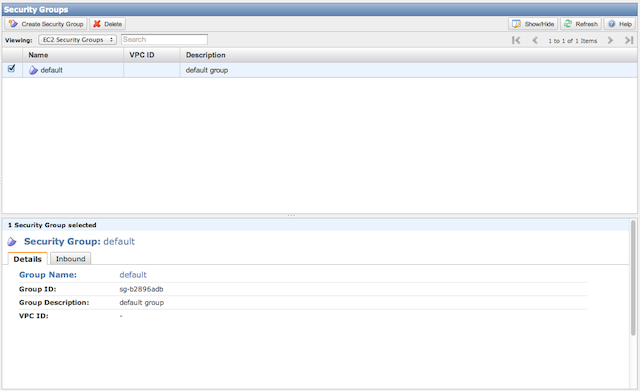 Security Groups
Create Security Group Delete Show/Hide Refresh Help
Viewing: EC2 Security Groups Search 1 to 1 of 1 Items
Name VPC ID Description
default default group
1 Security Group selected
Security Group: default
Details Inbound
Group Name: default
Group ID: sg-b2896adb
Group Description: default group
VPC ID: -